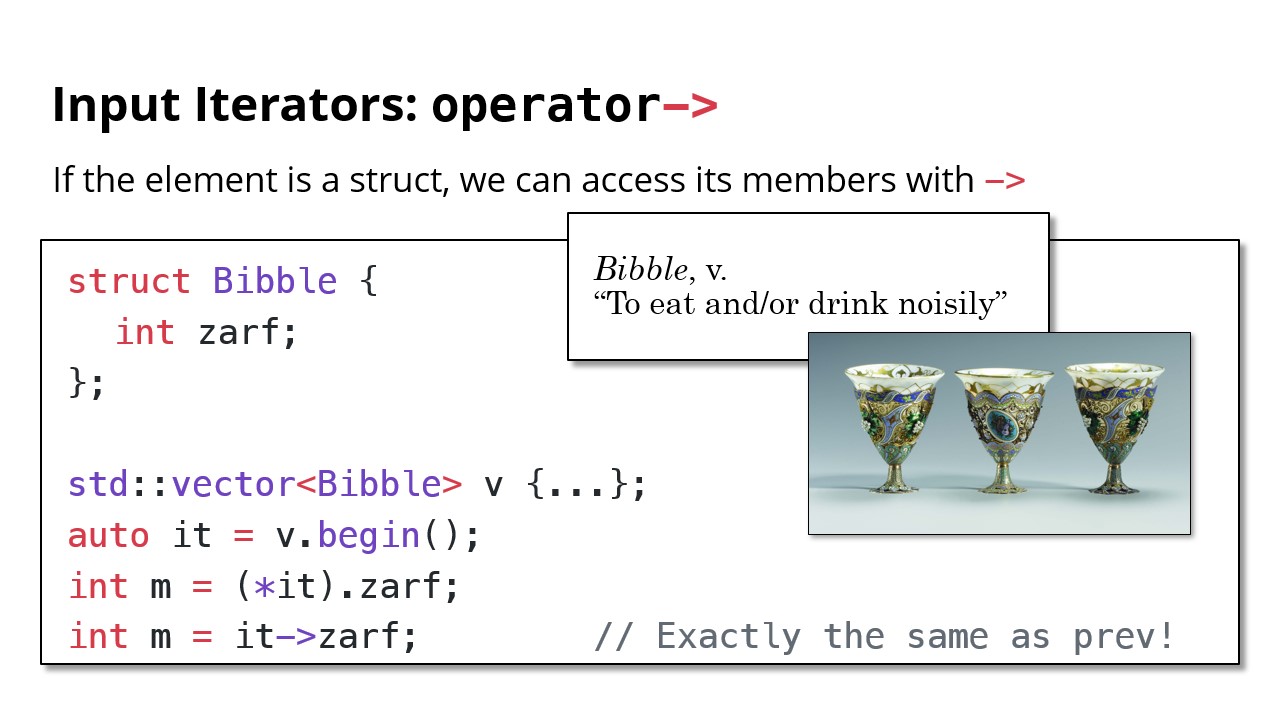 Input Iterators: operator–>
If the element is a struct, we can access its members with –>
Bibble, v.
“To eat and/or drink noisily”
struct Bibble {
  int zarf;
};
std::vector<Bibble> v {...};
auto it = v.begin();
int m = (*it).zarf;
int m = it–>zarf; // Exactly the same as prev!